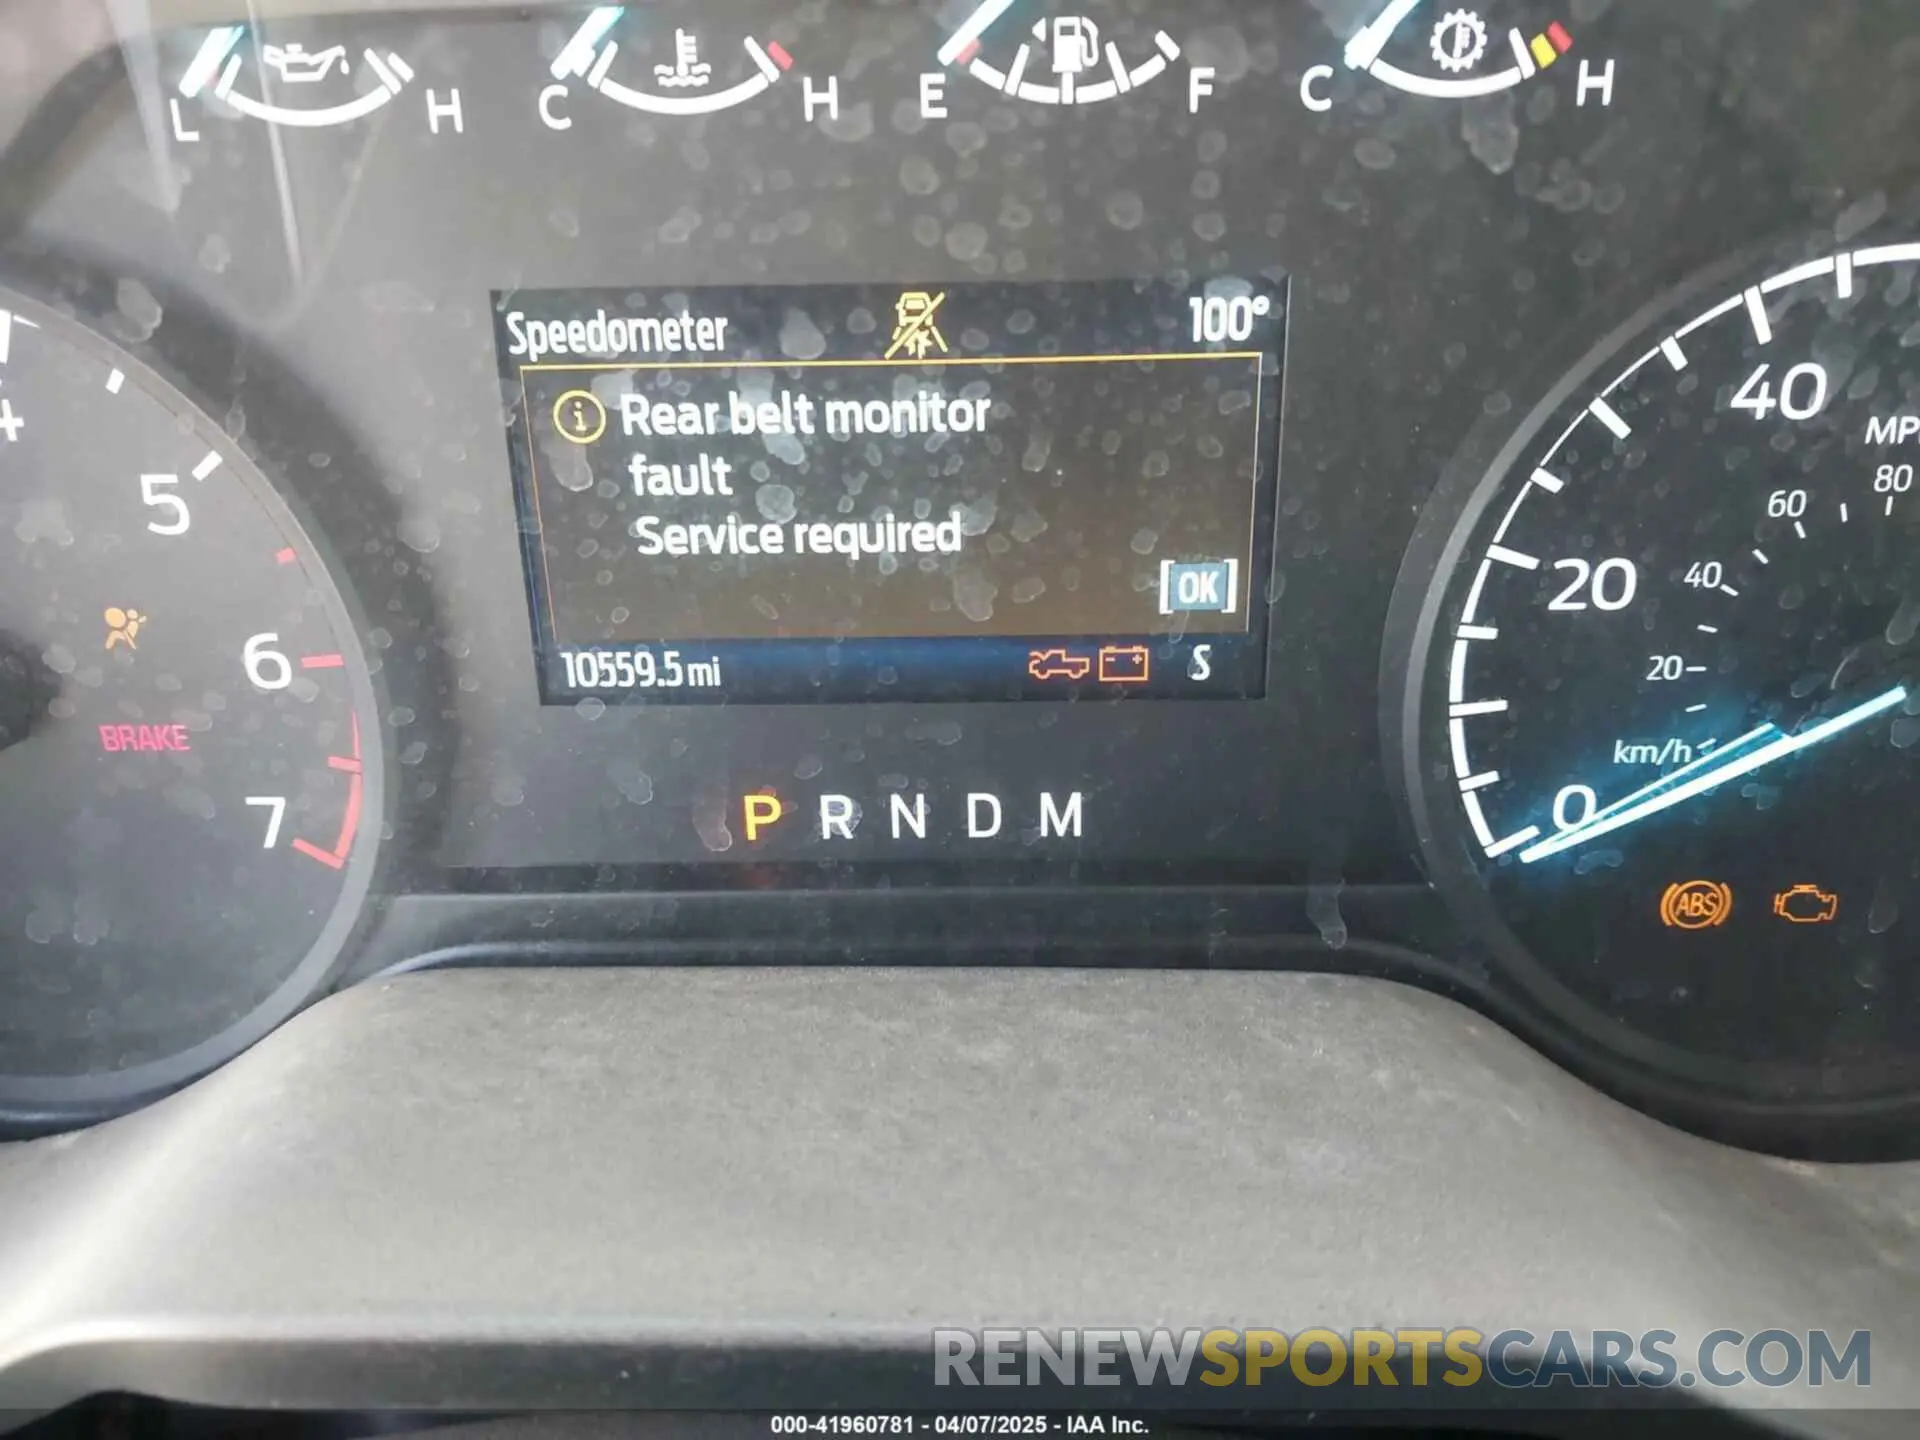 L H C H E F C H
Speedometer 100°
Rear belt monitor
fault
Service required
OK
10559.5 mi S
4
5
6
7
BRAKE
P R N D M
40
20
0
MP
80
60
40
20
km/h
ABS
RENEWSPORTSCARS.COM
000-41960781 - 04/07/2025 - IAA Inc.